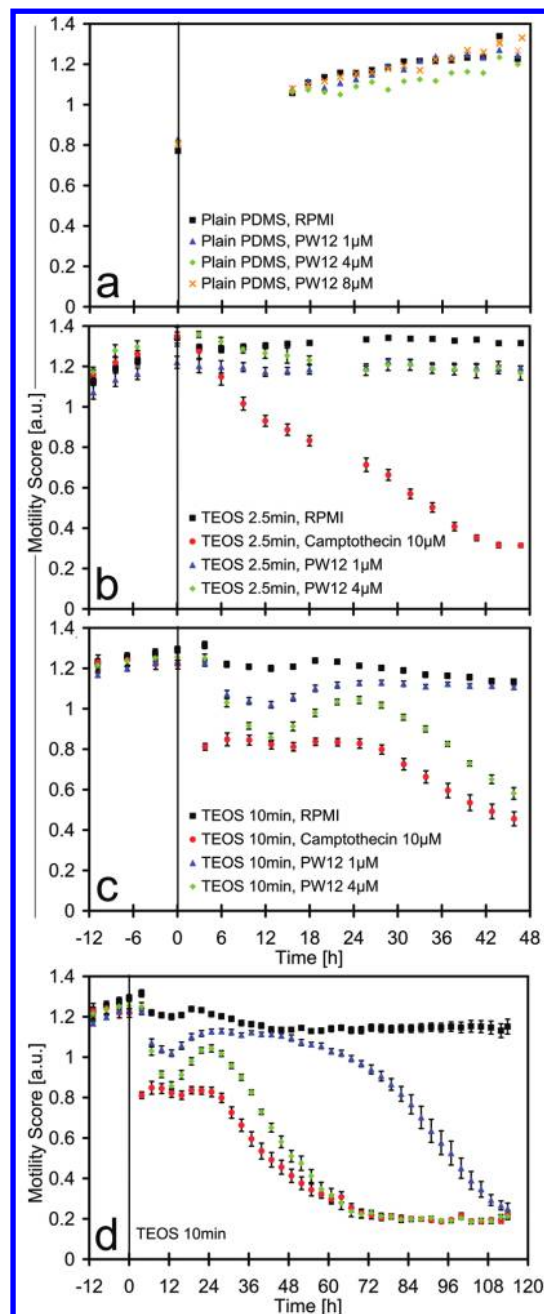 Motility Score [a.u.]
1.4
1.2
1
0.8
0.6
0.4
0.2
0
a
Plain PDMS, RPMI
Plain PDMS, PW12 1µM
Plain PDMS, PW12 4µM
Plain PDMS, PW12 8µM
1.4
1.2
1
0.8
0.6
0.4
0.2
0
b
TEOS 2.5min, RPMI
TEOS 2.5min, Camptothecin 10µM
TEOS 2.5min, PW12 1µM
TEOS 2.5min, PW12 4µM
1.4
1.2
1
0.8
0.6
0.4
0.2
0
c
TEOS 10min, RPMI
TEOS 10min, Camptothecin 10µM
TEOS 10min, PW12 1µM
TEOS 10min, PW12 4µM
-12 -6 0 6 12 18 24 30 36 42 48
Time [h]
Motility Score [a.u.]
1.4
1.2
1
0.8
0.6
0.4
0.2
0
d
TEOS 10min
-12 0 12 24 36 48 60 72 84 96 108 120
Time [h]